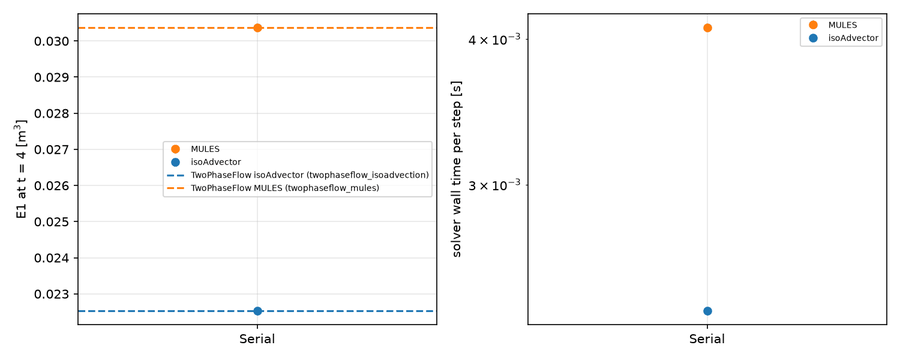 E1 at t = 4 [m³]
0.030
0.029
0.028
0.027
0.026
0.025
0.024
0.023
MULES
isoAdvector
TwoPhaseFlow isoAdvector (twophaseflow_isoadvection)
TwoPhaseFlow MULES (twophaseflow_mules)
Serial
solver wall time per step [s]
4 × 10⁻³
3 × 10⁻³
MULES
isoAdvector
Serial